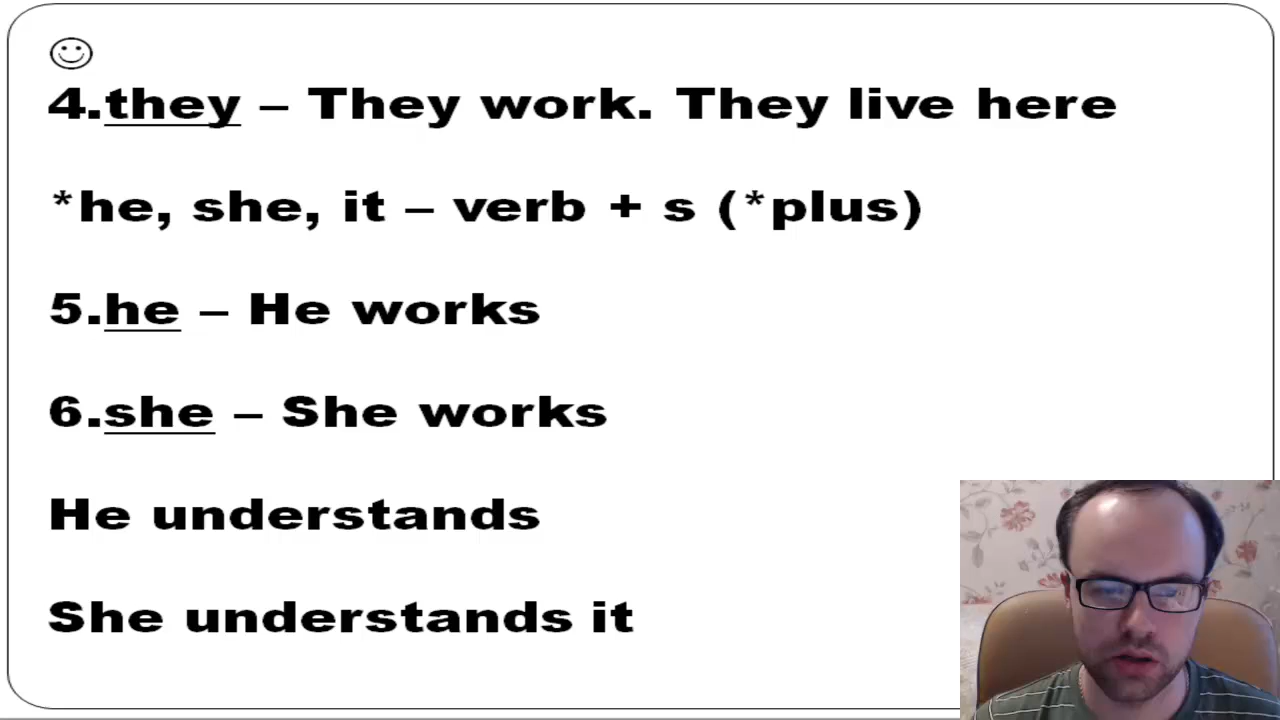 4.they – They work. They live here
*he, she, it – verb + s (*plus)
5.he – He works
6.she – She works
He understands
She understands it